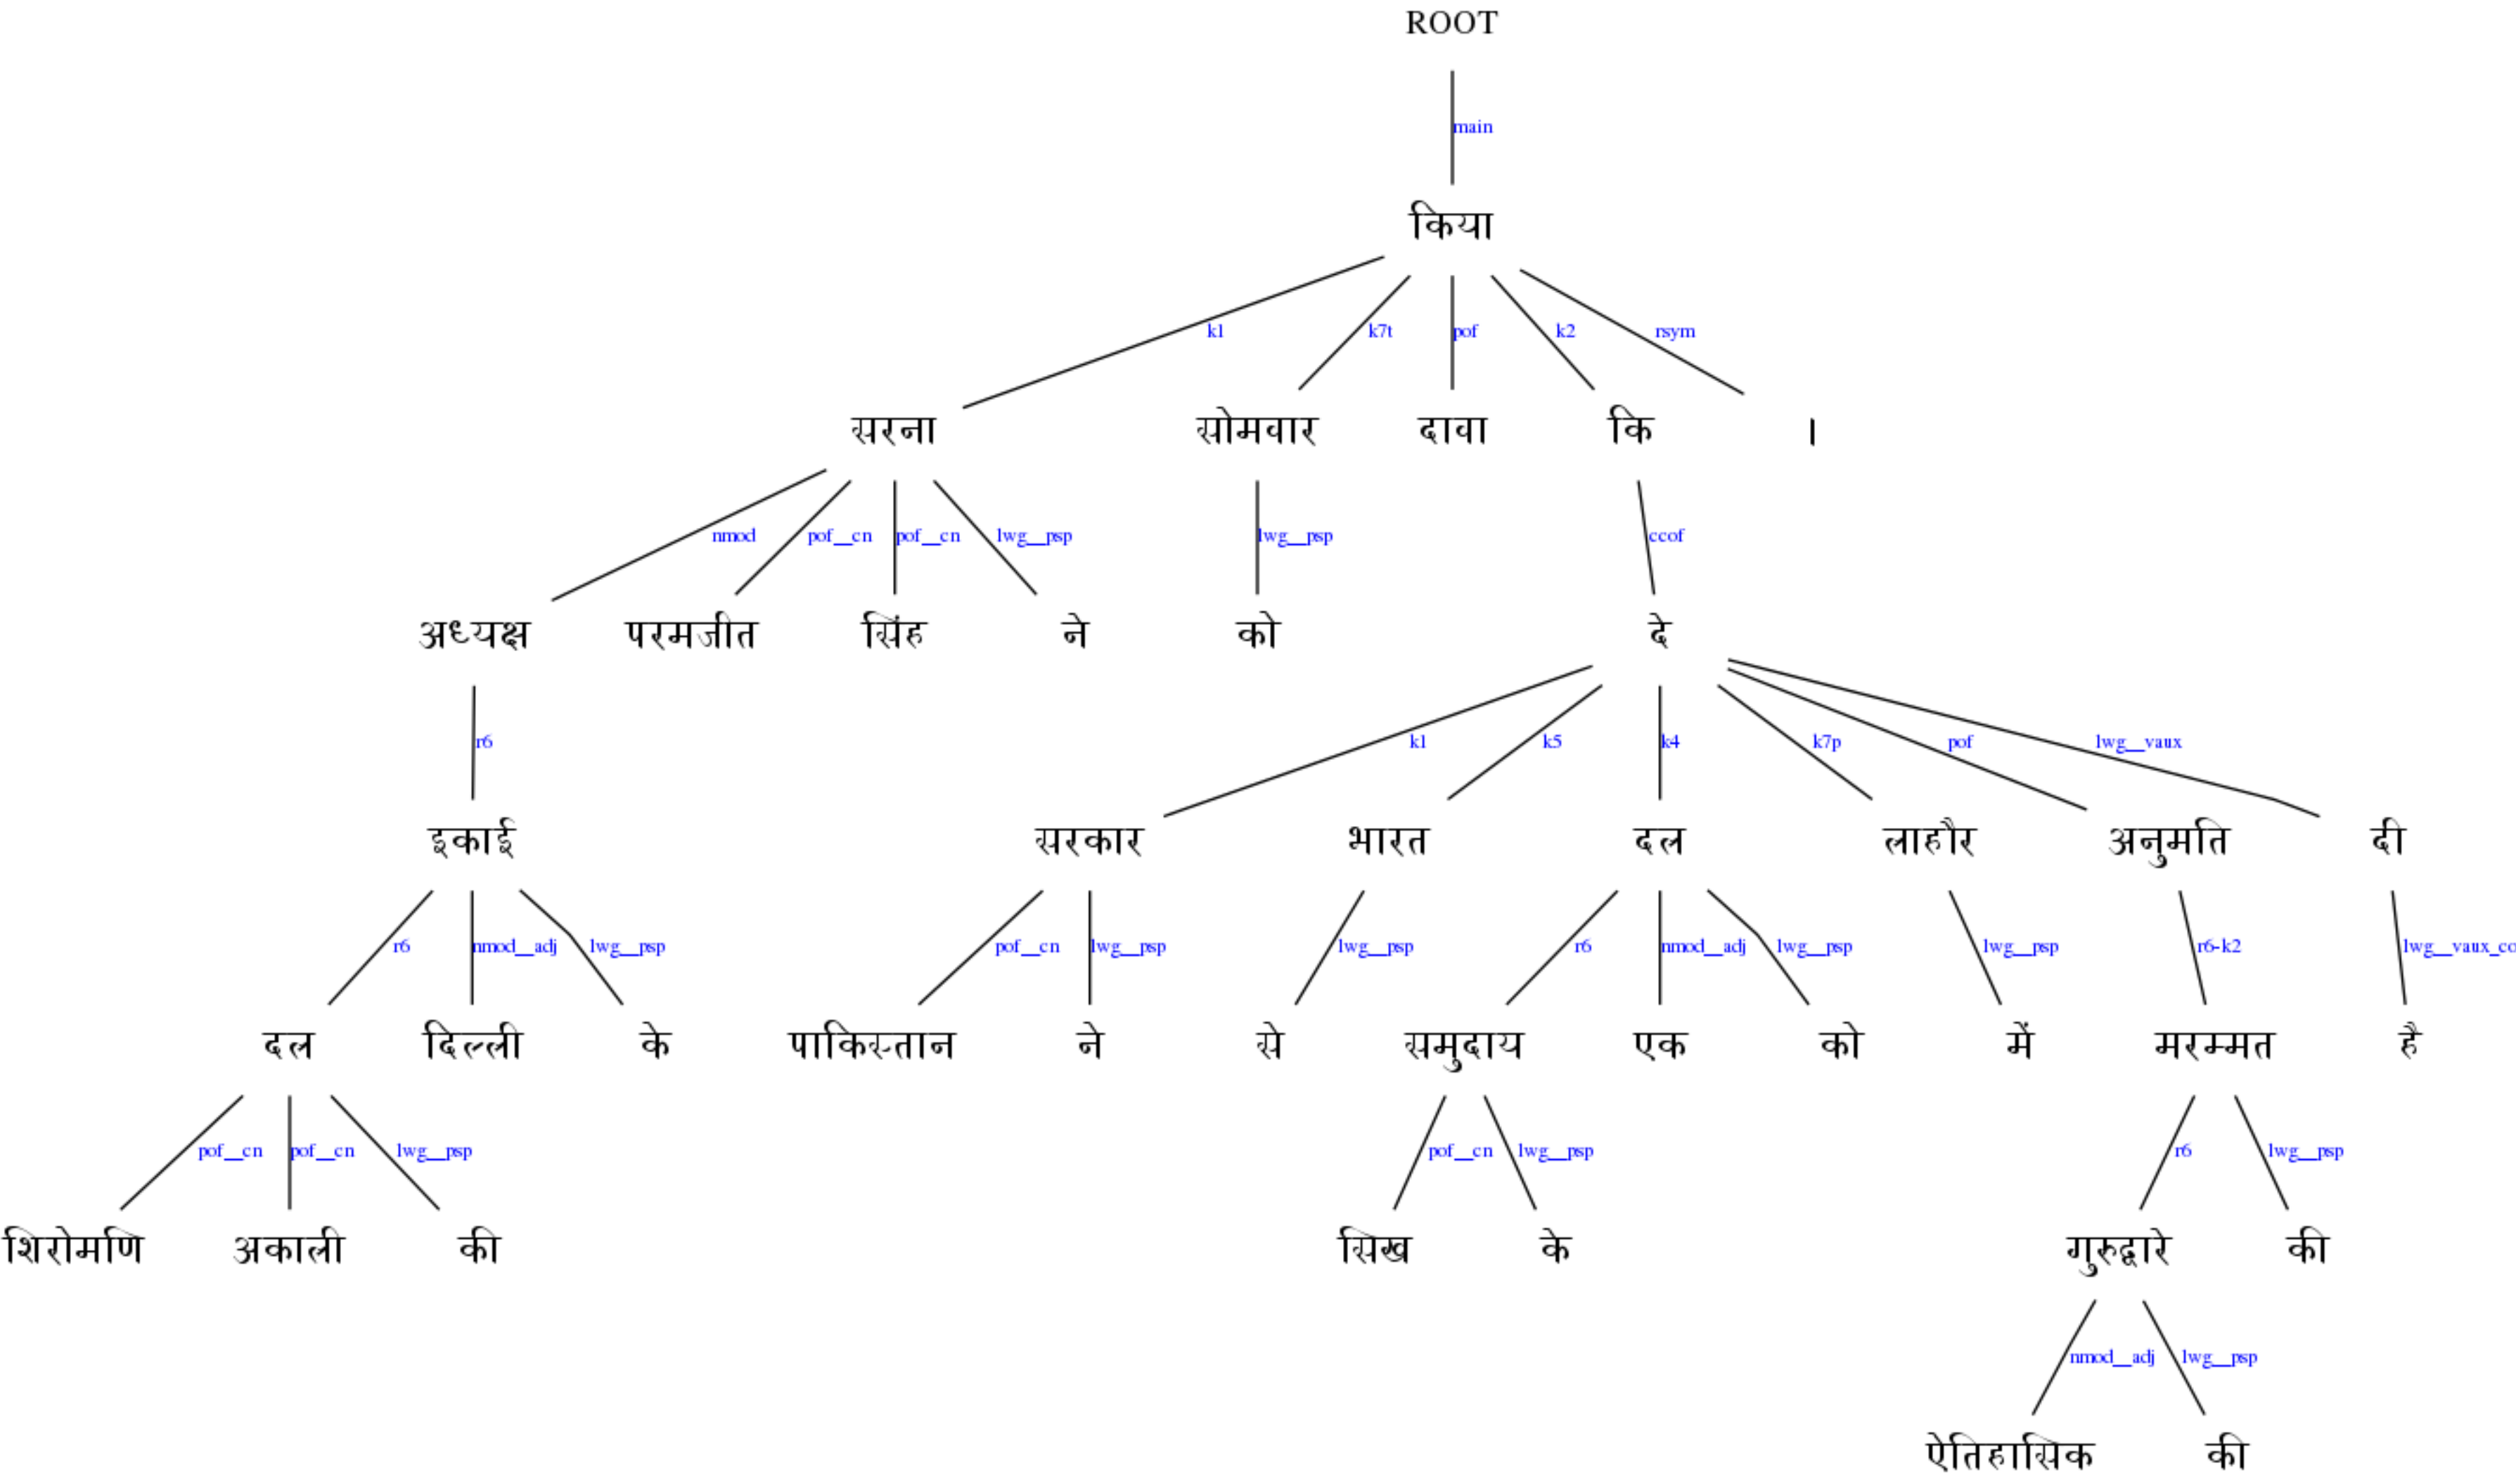 ROOT
main
किया
k1 k7t pof k2 rsym
सरना सोमवार दावा कि ।
nmod pof__cn pof__cn lwg__psp lwg__psp ccof
अध्यक्ष परमजीत सिंह ने को दे
r6 k1 k5 k4 k7p pof lwg__vaux
इकाई सरकार भारत दल लाहौर अनुमति दी
r6 nmod__adj lwg__psp pof__cn lwg__psp lwg__psp r6 nmod__adj lwg__psp lwg__psp r6-k2 lwg__vaux_co
दल दिल्ली के पाकिस्तान ने से समुदाय एक को में मरम्मत है
pof__cn pof__cn lwg__psp pof__cn lwg__psp r6 lwg__psp
शिरोमणि अकाली की सिख के गुरुद्वारे की
nmod__adj lwg__psp
ऐतिहासिक की